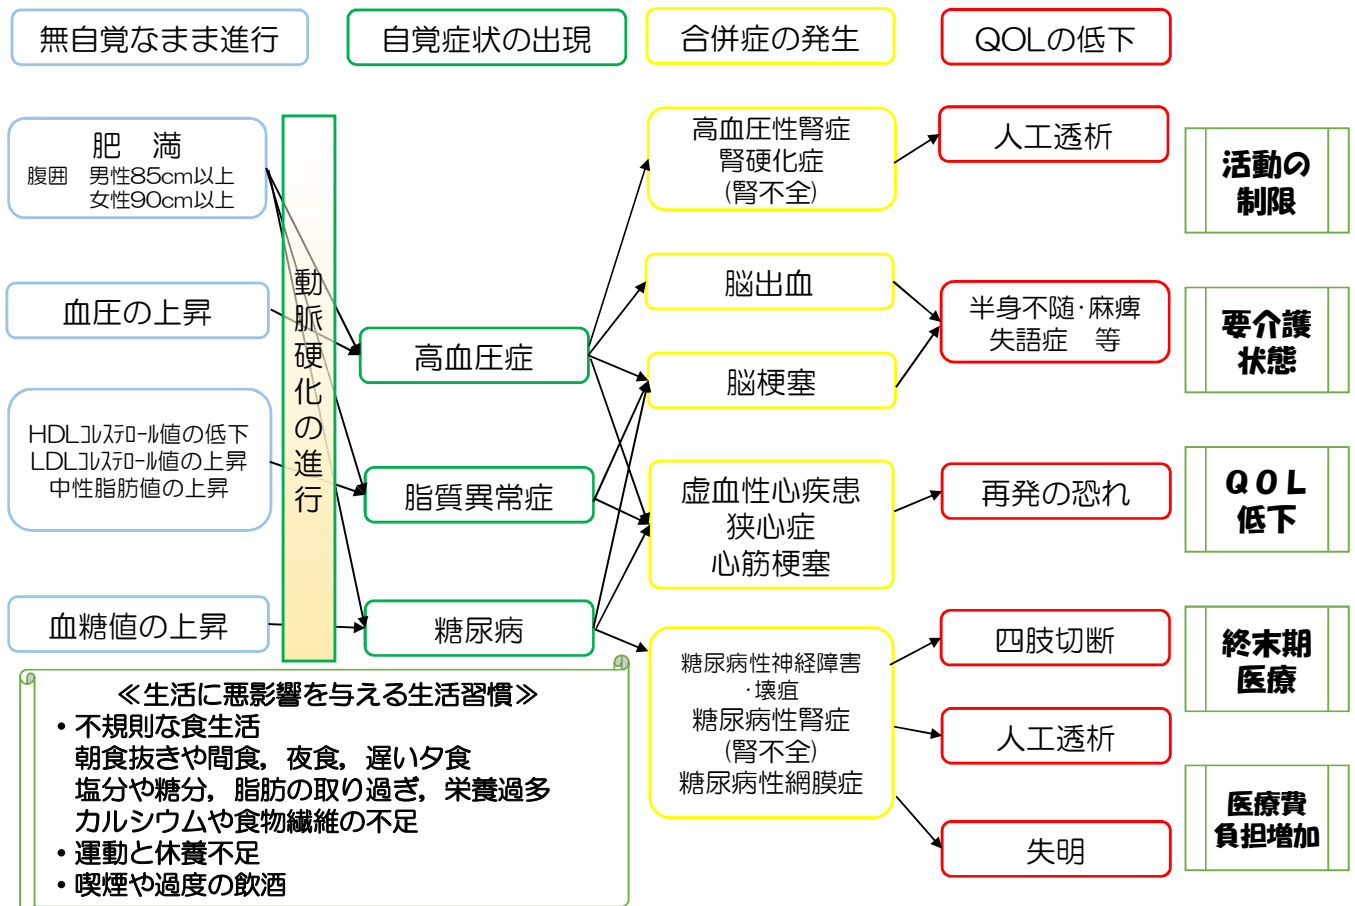 無自覚なまま進行
自覚症状の出現
合併症の発生
QOLの低下
肥　満
腹囲　男性85cm以上
女性90cm以上
血圧の上昇
HDLｺﾚｽﾃﾛｰﾙ値の低下
LDLｺﾚｽﾃﾛｰﾙ値の上昇
中性脂肪値の上昇
血糖値の上昇
動脈硬化の進行
高血圧症
脂質異常症
糖尿病
高血圧性腎症
腎硬化症
(腎不全)
脳出血
脳梗塞
虚血性心疾患
狭心症
心筋梗塞
糖尿病性神経障害
・壊疽
糖尿病性腎症
(腎不全)
糖尿病性網膜症
人工透析
半身不随・麻痺
失語症　等
再発の恐れ
四肢切断
人工透析
失明
活動の
制限
要介護
状態
QOL
低下
終末期
医療
医療費
負担増加
≪生活に悪影響を与える生活習慣≫
・不規則な食生活
朝食抜きや間食，夜食，遅い夕食
塩分や糖分，脂肪の取り過ぎ，栄養過多
カルシウムや食物繊維の不足
・運動と休養不足
・喫煙や過度の飲酒